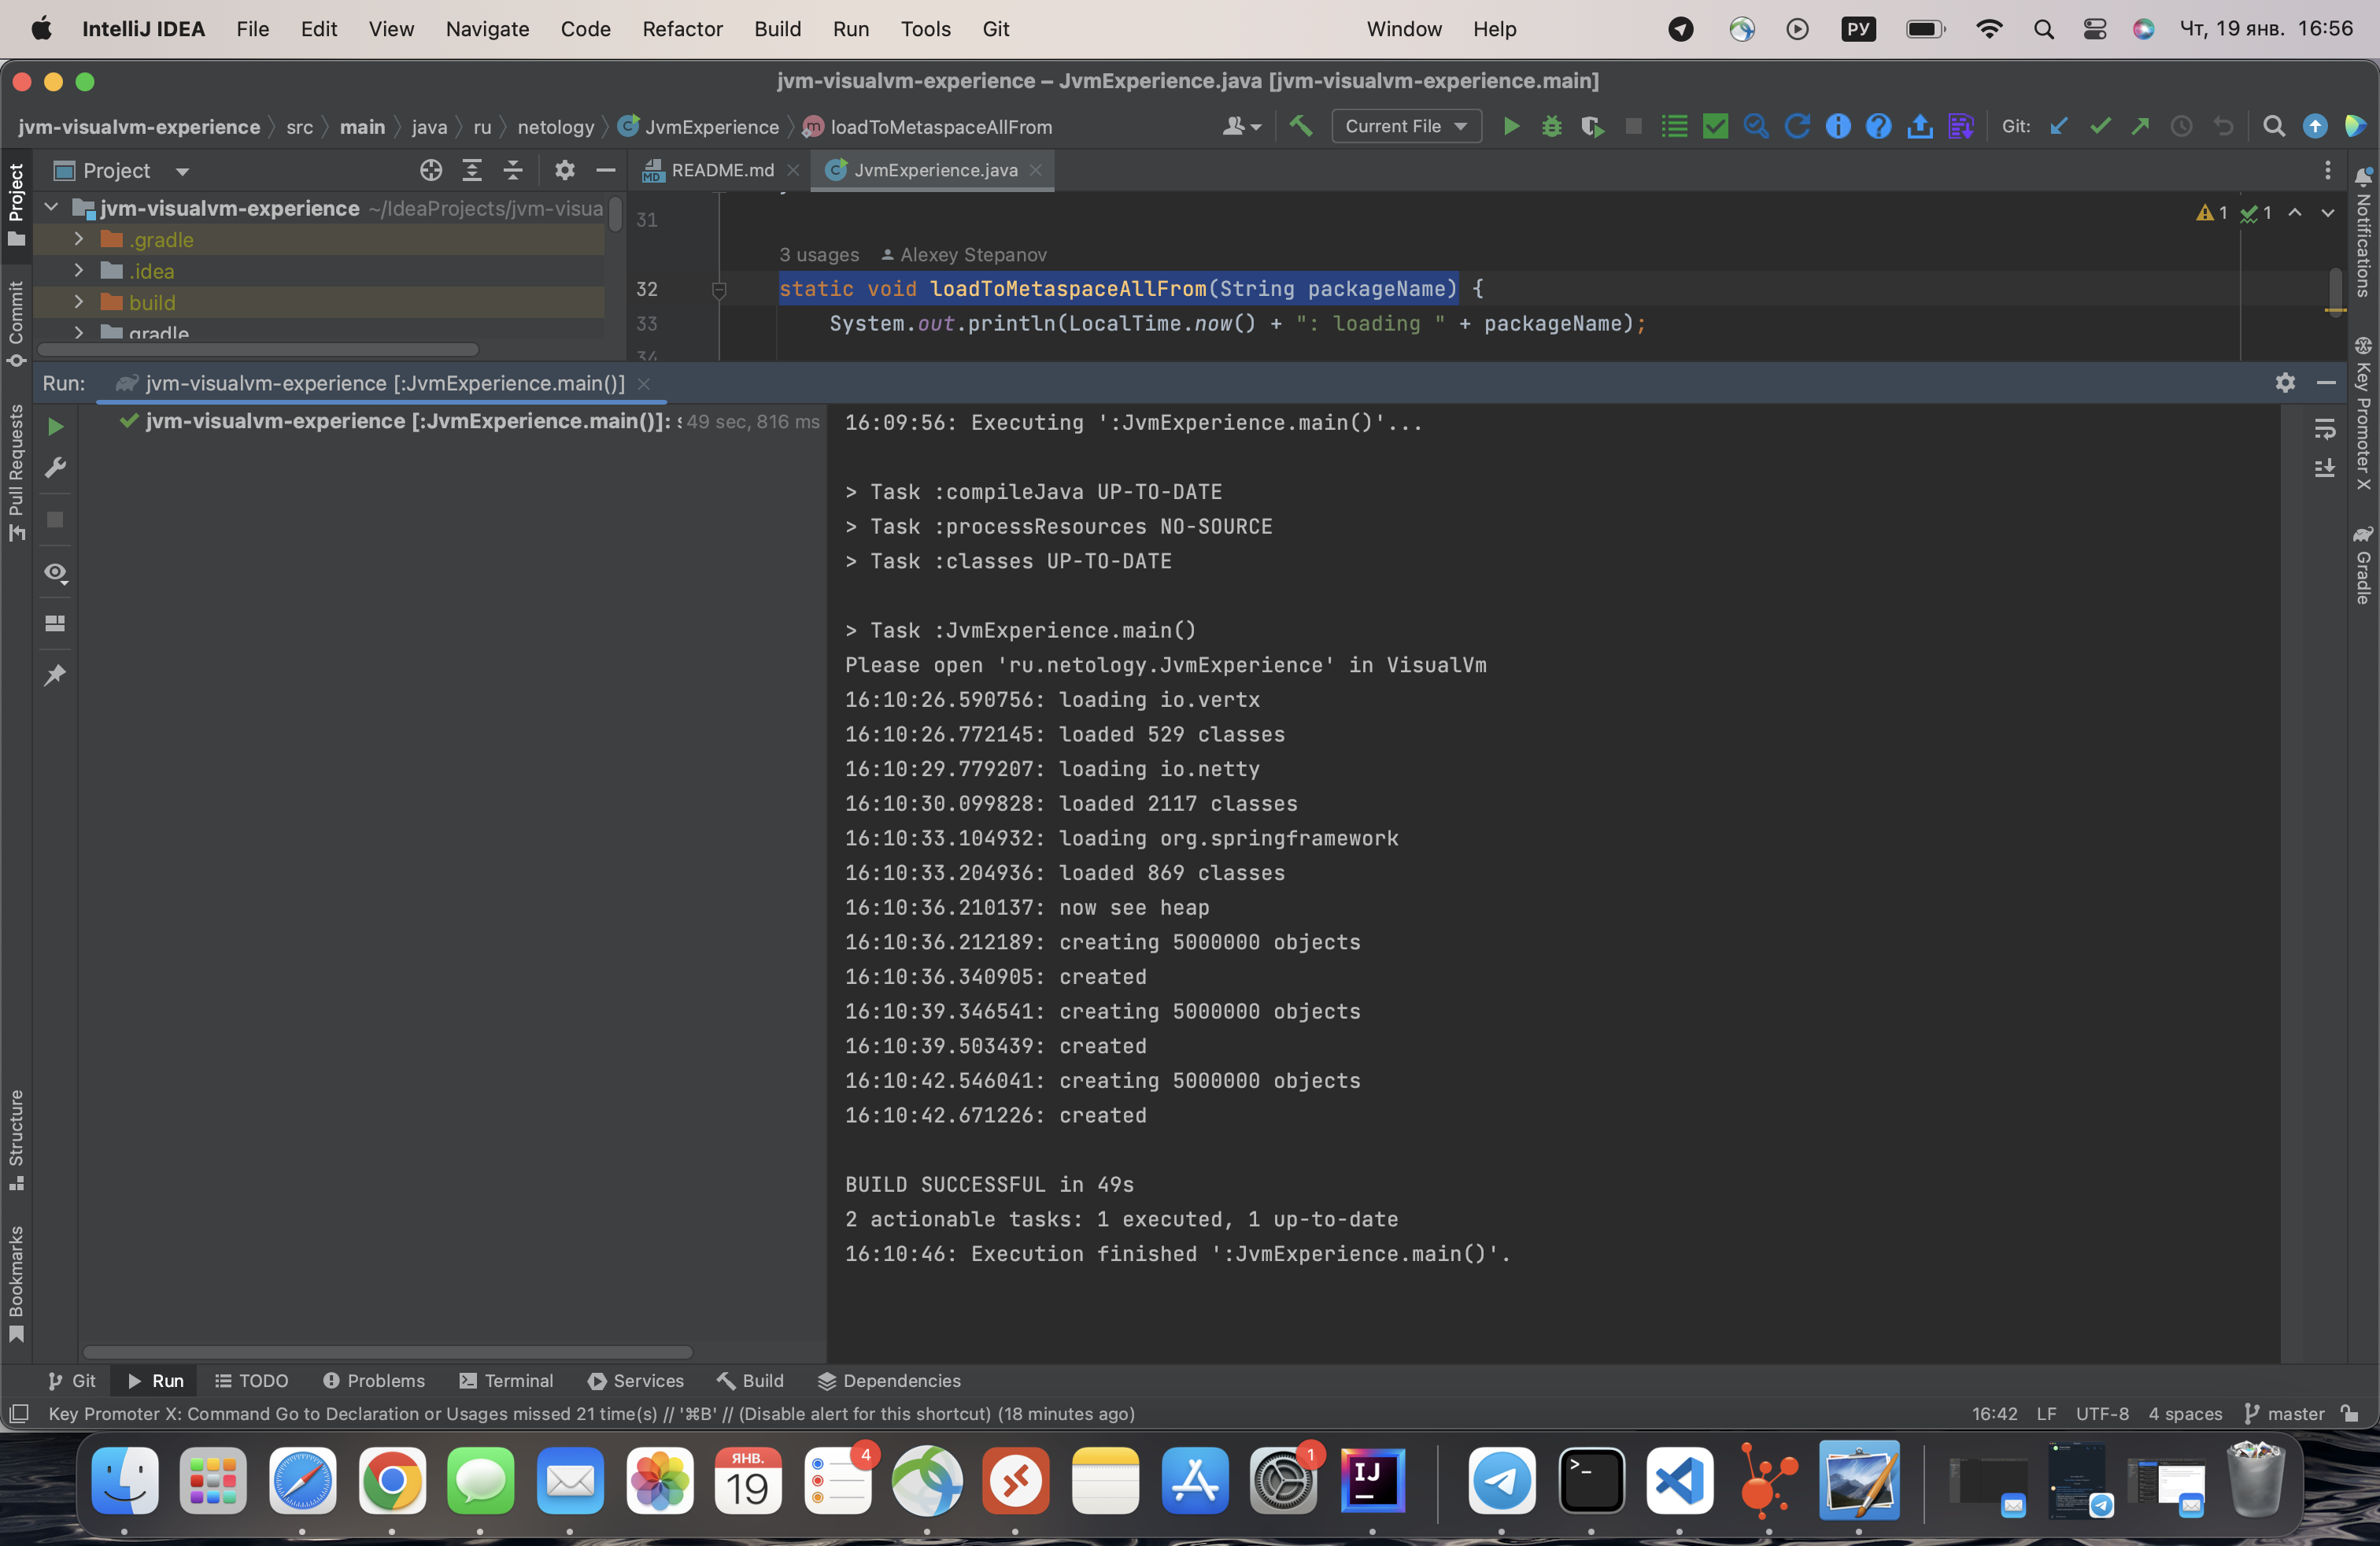 IntelliJ IDEA File Edit View Navigate Code Refactor Build Run Tools Git Window Help РУ Чт, 19 янв. 16:56
jvm-visualvm-experience – JvmExperience.java [jvm-visualvm-experience.main]
jvm-visualvm-experience src main java ru netology JvmExperience loadToMetaspaceAllFrom Current File Git:
Project README.md JvmExperience.java
jvm-visualvm-experience ~/IdeaProjects/jvm-visua
.gradle
.idea
build
gradle
31
3 usages Alexey Stepanov
32 static void loadToMetaspaceAllFrom(String packageName) {
33 System.out.println(LocalTime.now() + ": loading " + packageName);
34
1 1
Run: jvm-visualvm-experience [:JvmExperience.main()]
jvm-visualvm-experience [:JvmExperience.main()]: s 49 sec, 816 ms
16:09:56: Executing ':JvmExperience.main()'...
> Task :compileJava UP-TO-DATE
> Task :processResources NO-SOURCE
> Task :classes UP-TO-DATE
> Task :JvmExperience.main()
Please open 'ru.netology.JvmExperience' in VisualVm
16:10:26.590756: loading io.vertx
16:10:26.772145: loaded 529 classes
16:10:29.779207: loading io.netty
16:10:30.099828: loaded 2117 classes
16:10:33.104932: loading org.springframework
16:10:33.204936: loaded 869 classes
16:10:36.210137: now see heap
16:10:36.212189: creating 5000000 objects
16:10:36.340905: created
16:10:39.346541: creating 5000000 objects
16:10:39.503439: created
16:10:42.546041: creating 5000000 objects
16:10:42.671226: created
BUILD SUCCESSFUL in 49s
2 actionable tasks: 1 executed, 1 up-to-date
16:10:46: Execution finished ':JvmExperience.main()'.
Project
Commit
Pull Requests
Structure
Bookmarks
Notifications
Key Promoter X
Gradle
Git Run TODO Problems Terminal Services Build Dependencies
Key Promoter X: Command Go to Declaration or Usages missed 21 time(s) // '⌘B' // (Disable alert for this shortcut) (18 minutes ago) 16:42 LF UTF-8 4 spaces master
ЯНВ.
19
4
1
IJ